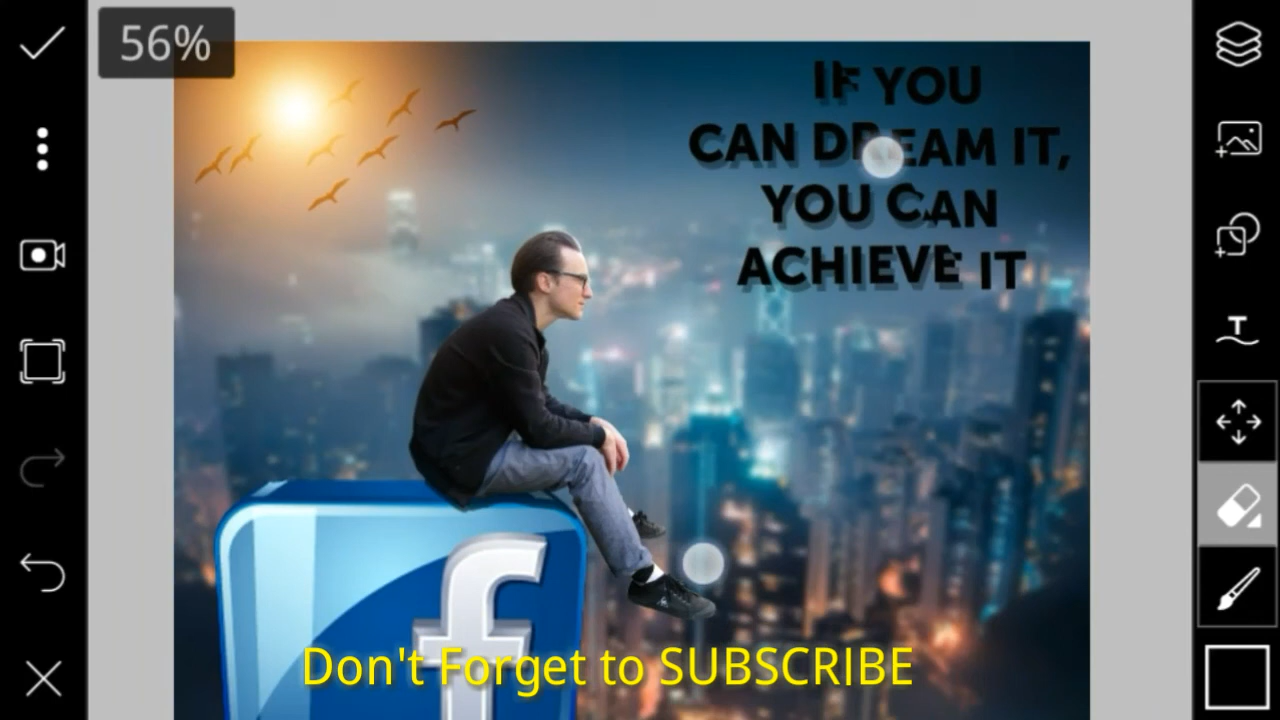 56%
IF YOU
CAN DREAM IT,
YOU CAN
ACHIEVE IT
f
Don't Forget to SUBSCRIBE